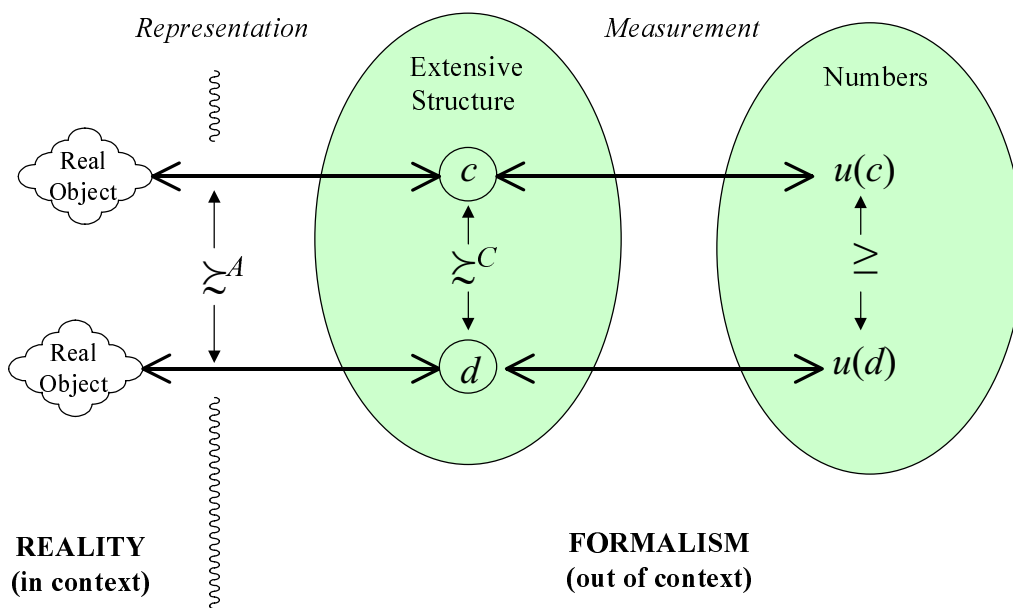 Representation
Measurement
Extensive
Structure
Numbers
Real
Object
c
u(c)
≿A
≿C
≥
Real
Object
d
u(d)
REALITY
(in context)
FORMALISM
(out of context)